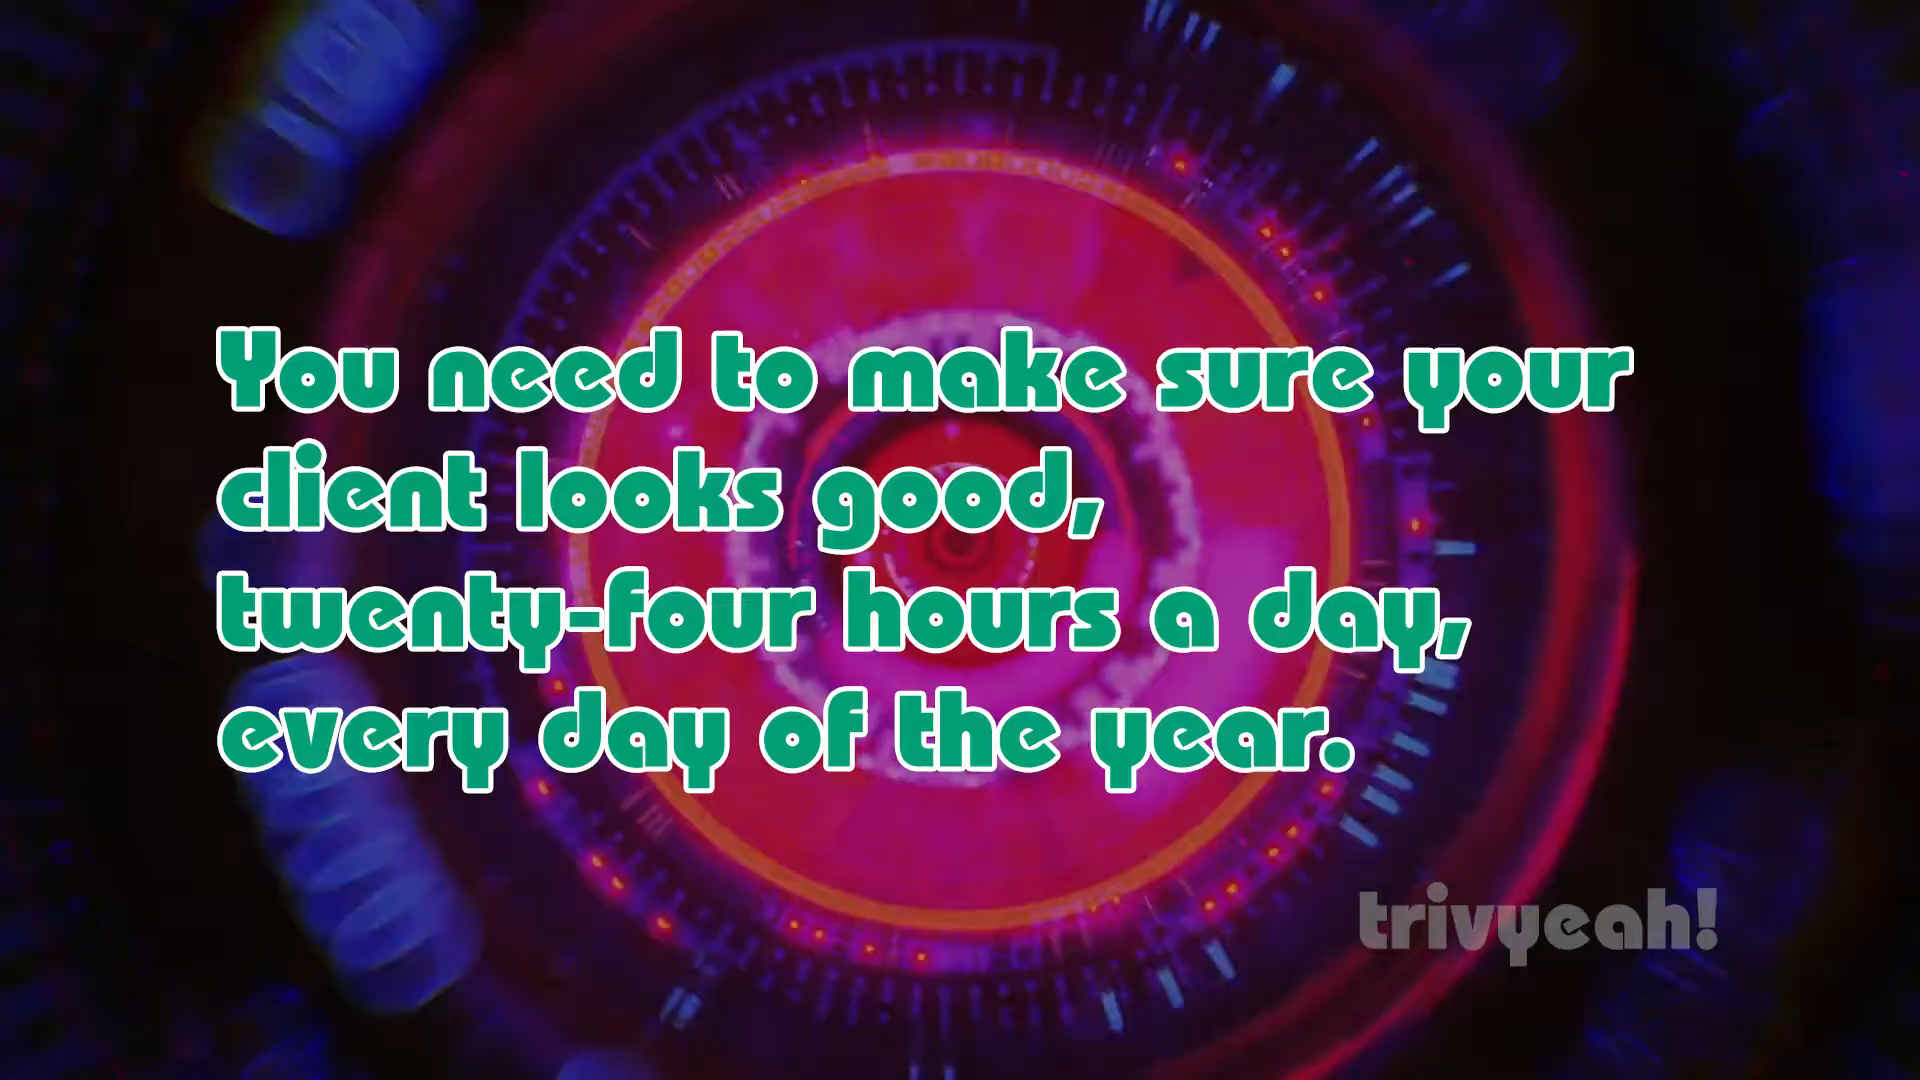 You need to make sure your
client looks good,
twenty-four hours a day,
every day of the year.
trivyeah!